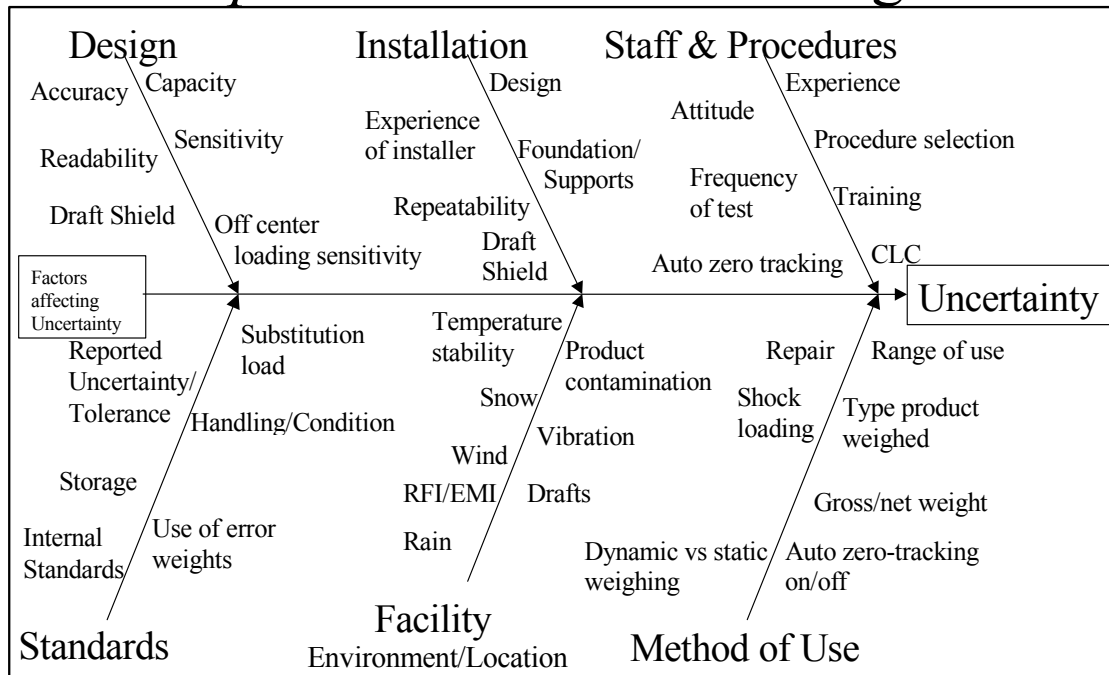 Design
Accuracy
Capacity
Sensitivity
Readability
Draft Shield
Off center
loading sensitivity
Installation
Design
Experience
of installer
Foundation/
Supports
Repeatability
Draft
Shield
Staff & Procedures
Experience
Attitude
Procedure selection
Frequency
of test
Training
CLC
Auto zero tracking
Factors
affecting
Uncertainty
Uncertainty
Substitution
load
Reported
Uncertainty/
Tolerance
Handling/Condition
Storage
Use of error
weights
Internal
Standards
Standards
Temperature
stability
Product
contamination
Snow
Vibration
Wind
RFI/EMI
Drafts
Rain
Facility
Environment/Location
Repair
Range of use
Shock
loading
Type product
weighed
Gross/net weight
Dynamic vs static
weighing
Auto zero-tracking
on/off
Method of Use